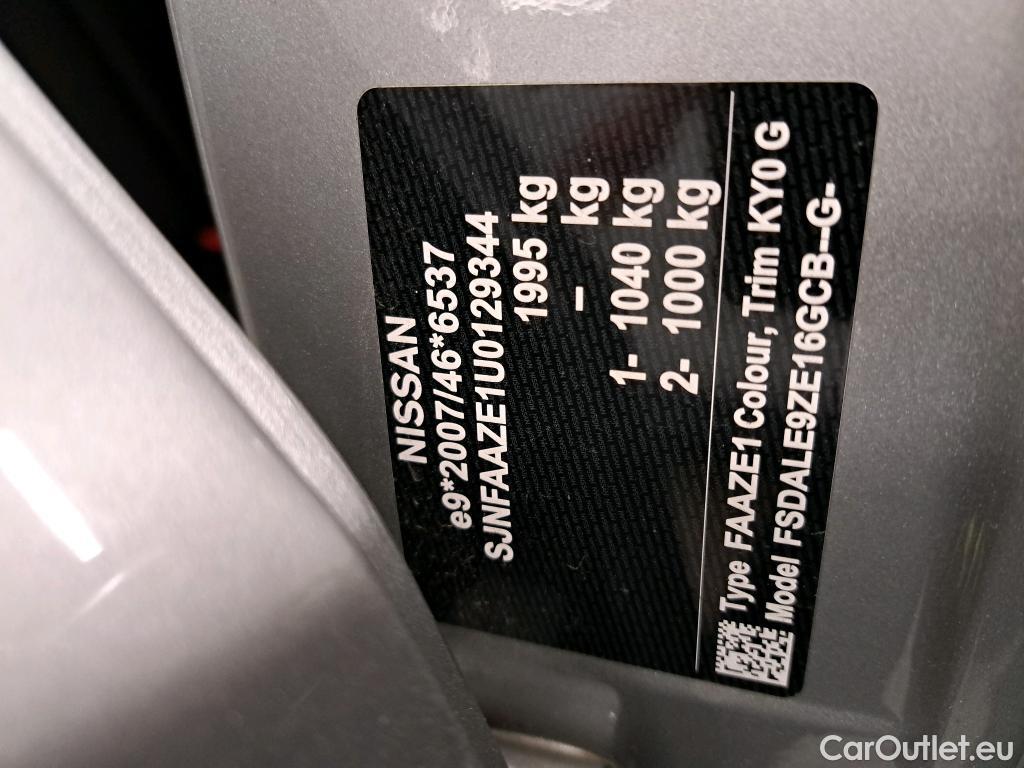 NISSAN
e9*2007/46*6537
SJNFAAZE1U0129344
1995 kg
– kg
1- 1040 kg
2- 1000 kg
Type FAAZE1 Colour, Trim KY0 G
Model FSDALE9ZE16GCB--G-
CarOutlet.eu